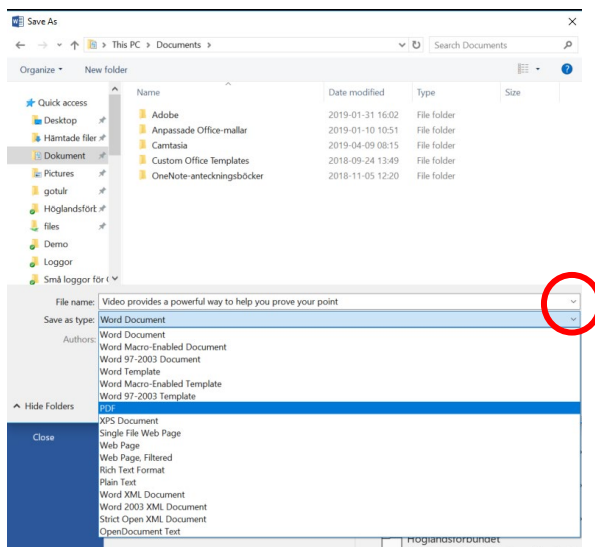 Save As
This PC > Documents >
Search Documents
Organize
New folder
Name
Date modified
Type
Size
Quick access
Desktop
Hämtade filer
Dokument
Pictures
gotulr
Höglandsförb
files
Demo
Loggor
Små loggor för
Adobe 2019-01-31 16:02 File folder
Anpassade Office-mallar 2019-01-10 10:51 File folder
Camtasia 2019-04-09 08:15 File folder
Custom Office Templates 2018-09-24 13:49 File folder
OneNote-anteckningsböcker 2018-11-05 12:20 File folder
File name: Video provides a powerful way to help you prove your point
Save as type: Word Document
Authors:
Word Document
Word Macro-Enabled Document
Word 97-2003 Document
Word Template
Word Macro-Enabled Template
Word 97-2003 Template
PDF
XPS Document
Single File Web Page
Web Page
Web Page, Filtered
Rich Text Format
Plain Text
Word XML Document
Word 2003 XML Document
Strict Open XML Document
OpenDocument Text
Hide Folders
Close
Höglandsförbundet